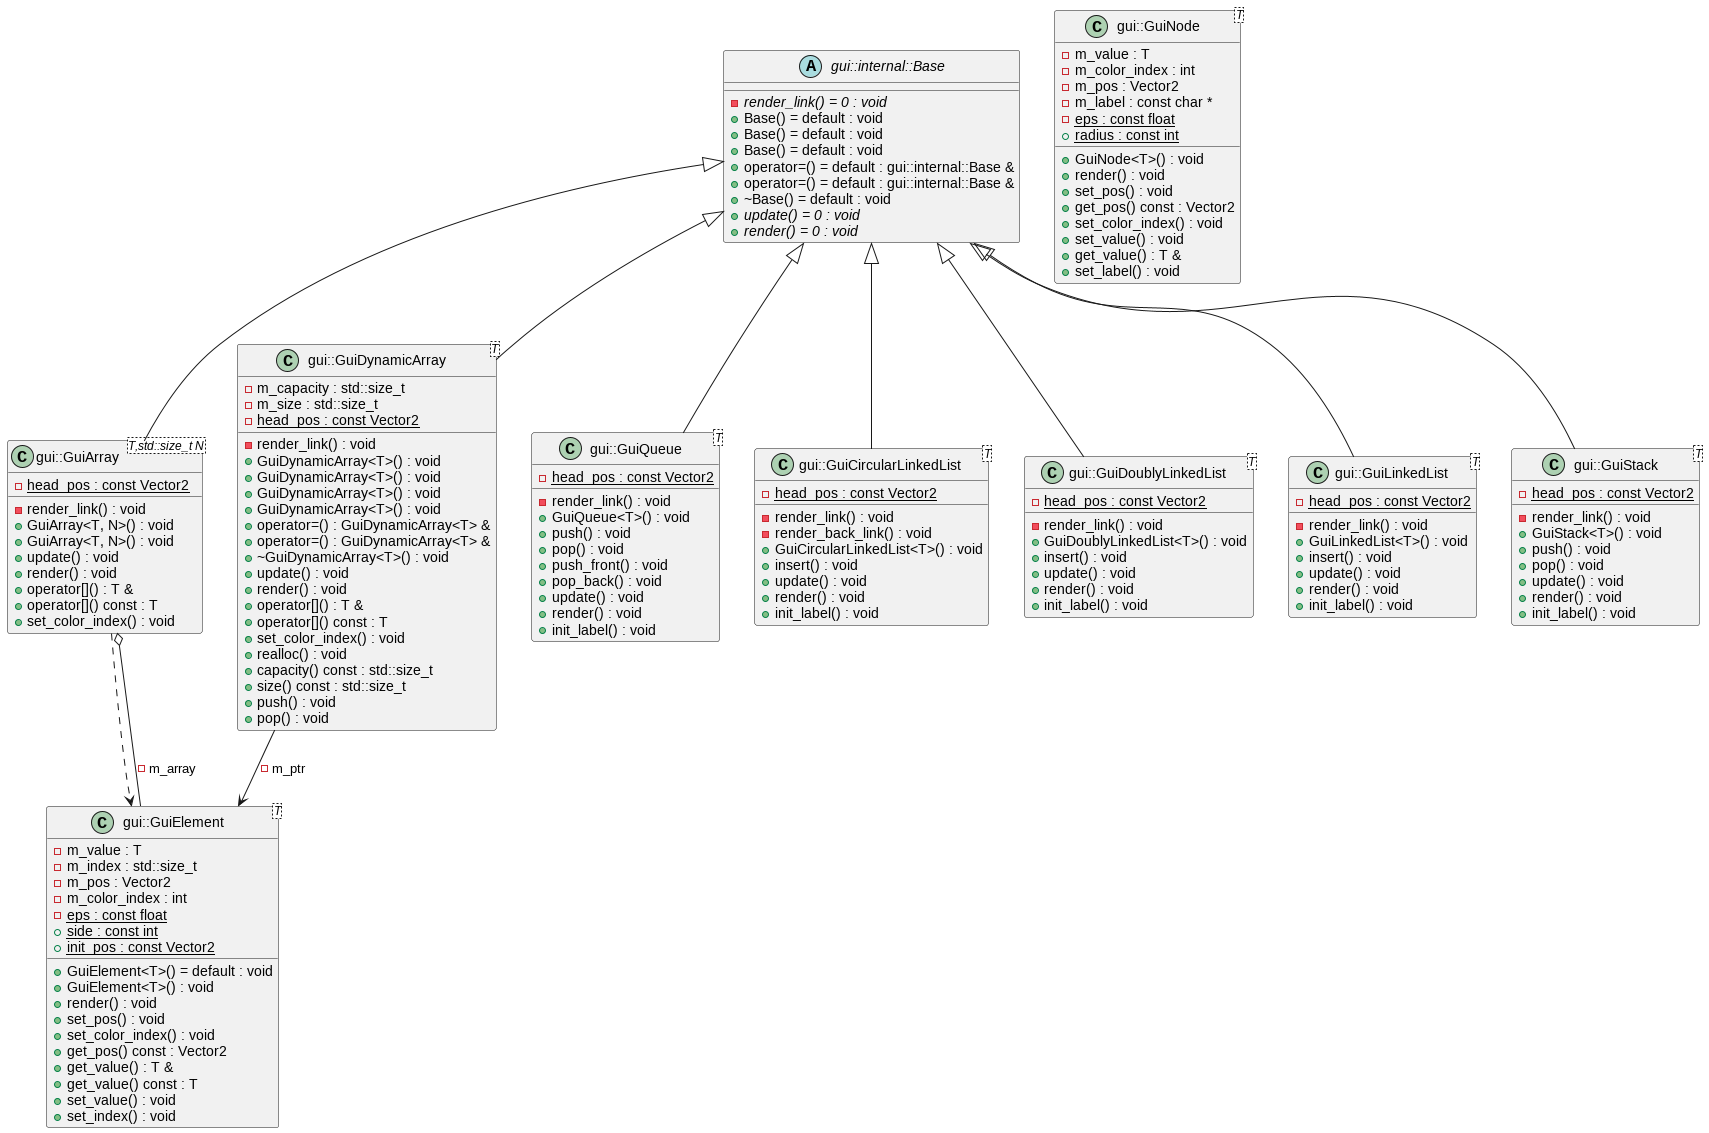 C gui::GuiNode T
m_value : T
m_color_index : int
m_pos : Vector2
m_label : const char *
eps : const float
radius : const int
GuiNode<T>() : void
render() : void
set_pos() : void
get_pos() const : Vector2
set_color_index() : void
set_value() : void
get_value() : T &
set_label() : void
A gui::internal::Base
render_link() = 0 : void
Base() = default : void
Base() = default : void
Base() = default : void
operator=() = default : gui::internal::Base &
operator=() = default : gui::internal::Base &
~Base() = default : void
update() = 0 : void
render() = 0 : void
C gui::GuiArray T,std::size_t N
head_pos : const Vector2
render_link() : void
GuiArray<T, N>() : void
GuiArray<T, N>() : void
update() : void
render() : void
operator[]() : T &
operator[]() const : T
set_color_index() : void
C gui::GuiDynamicArray T
m_capacity : std::size_t
m_size : std::size_t
head_pos : const Vector2
render_link() : void
GuiDynamicArray<T>() : void
GuiDynamicArray<T>() : void
GuiDynamicArray<T>() : void
GuiDynamicArray<T>() : void
operator=() : GuiDynamicArray<T> &
operator=() : GuiDynamicArray<T> &
~GuiDynamicArray<T>() : void
update() : void
render() : void
operator[]() : T &
operator[]() const : T
set_color_index() : void
realloc() : void
capacity() const : std::size_t
size() const : std::size_t
push() : void
pop() : void
C gui::GuiQueue T
head_pos : const Vector2
render_link() : void
GuiQueue<T>() : void
push() : void
pop() : void
push_front() : void
pop_back() : void
update() : void
render() : void
init_label() : void
C gui::GuiCircularLinkedList T
head_pos : const Vector2
render_link() : void
render_back_link() : void
GuiCircularLinkedList<T>() : void
insert() : void
update() : void
render() : void
init_label() : void
C gui::GuiDoublyLinkedList T
head_pos : const Vector2
render_link() : void
GuiDoublyLinkedList<T>() : void
insert() : void
update() : void
render() : void
init_label() : void
C gui::GuiLinkedList T
head_pos : const Vector2
render_link() : void
GuiLinkedList<T>() : void
insert() : void
update() : void
render() : void
init_label() : void
C gui::GuiStack T
head_pos : const Vector2
render_link() : void
GuiStack<T>() : void
push() : void
pop() : void
update() : void
render() : void
init_label() : void
m_array
m_ptr
C gui::GuiElement T
m_value : T
m_index : std::size_t
m_pos : Vector2
m_color_index : int
eps : const float
side : const int
init_pos : const Vector2
GuiElement<T>() = default : void
GuiElement<T>() : void
render() : void
set_pos() : void
set_color_index() : void
get_pos() const : Vector2
get_value() : T &
get_value() const : T
set_value() : void
set_index() : void